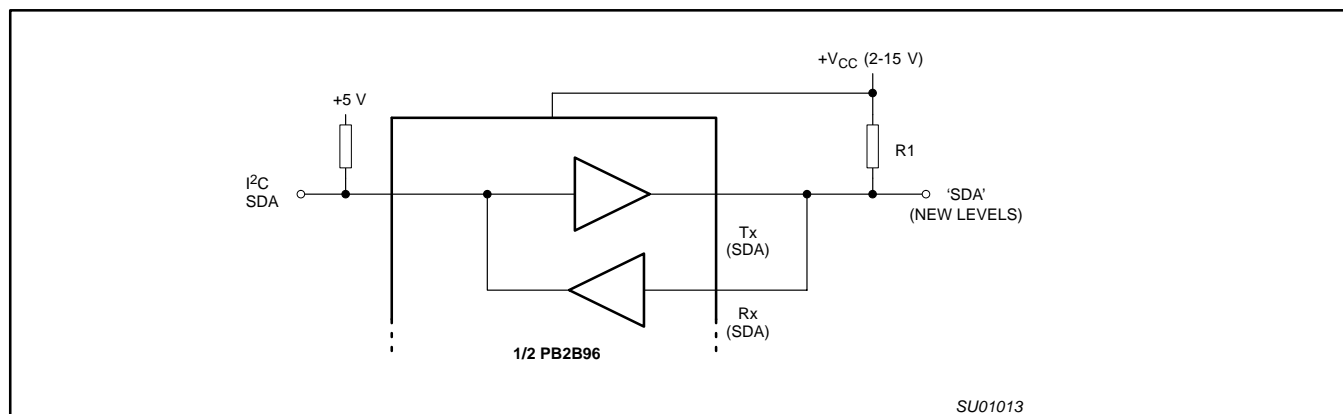 +VCC (2-15 V)
+5 V
R1
I2C
SDA
'SDA'
(NEW LEVELS)
Tx
(SDA)
Rx
(SDA)
1/2 PB2B96
SU01013